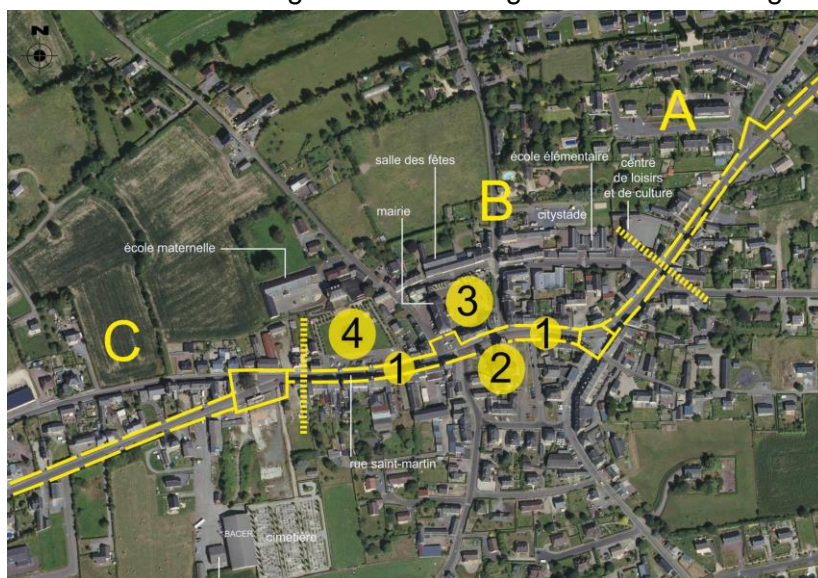 N
A
salle des fêtes
école élémentaire
centre
de loisirs
et de culture
B
citystade
mairie
école maternelle
3
4
C
1
1
2
rue saint-martin
BACER
cimetière